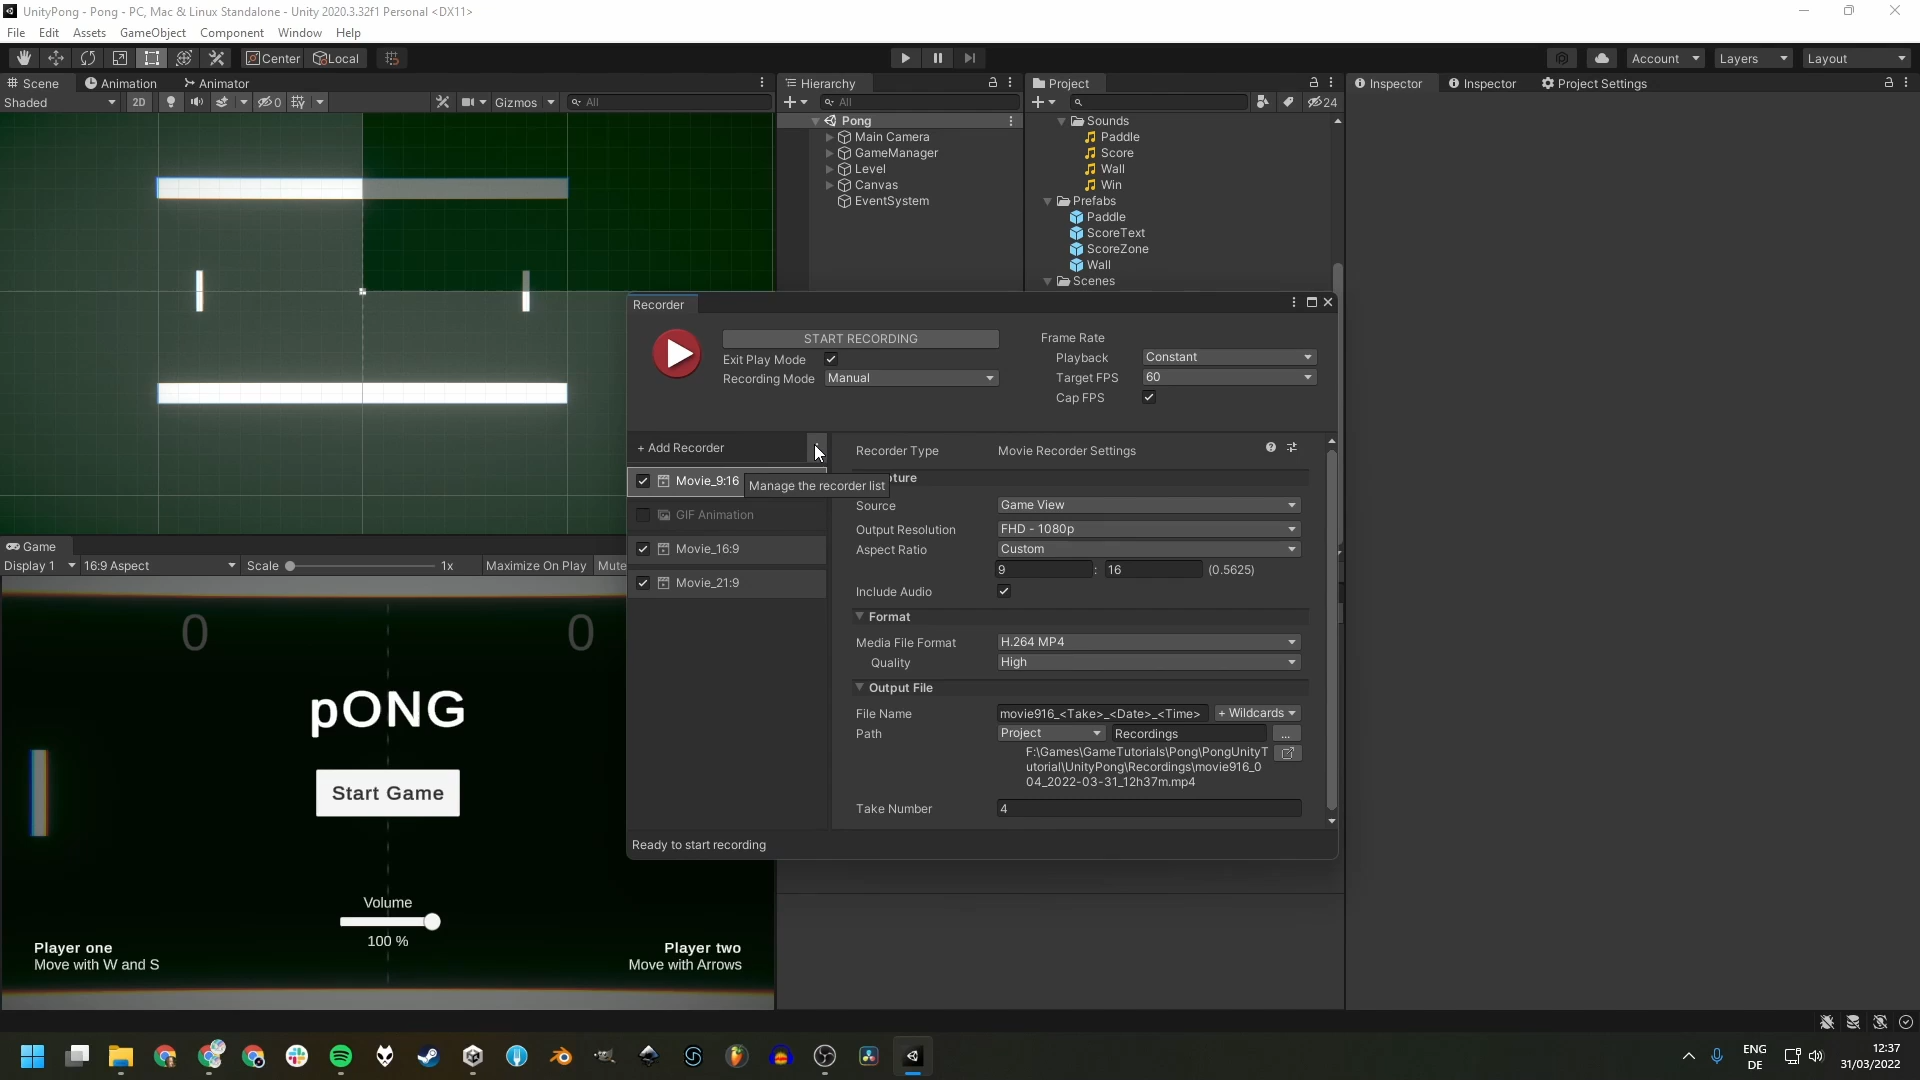 UnityPong - Pong - PC, Mac & Linux Standalone - Unity 2020.3.32f1 Personal <DX11>
File Edit Assets GameObject Component Window Help
Center Local Account Layers Layout
Scene Animation Animator Hierarchy Project Inspector Inspector Project Settings
Shaded 2D Gizmos All All 24
Pong
Main Camera
GameManager
Level
Canvas
EventSystem
Sounds
Paddle
Score
Wall
Win
Prefabs
Paddle
ScoreText
ScoreZone
Wall
Scenes
Recorder
START RECORDING
Exit Play Mode
Recording Mode Manual
Frame Rate
Playback Constant
Target FPS 60
Cap FPS
+ Add Recorder
Movie_9:16
Manage the recorder list
GIF Animation
Movie_16:9
Movie_21:9
Recorder Type Movie Recorder Settings
pture
Source Game View
Output Resolution FHD - 1080p
Aspect Ratio Custom
9 : 16 (0.5625)
Include Audio
Format
Media File Format H.264 MP4
Quality High
Output File
File Name movie916_<Take>_<Date>_<Time> + Wildcards
Path Project Recordings ...
F:\Games\GameTutorials\Pong\PongUnityT
utorial\UnityPong\Recordings\movie916_0
04_2022-03-31_12h37m.mp4
Take Number 4
Ready to start recording
Game
Display 1 16:9 Aspect Scale 1x Maximize On Play Mute
0 0
pONG
Start Game
Volume
100 %
Player one
Move with W and S
Player two
Move with Arrows
ENG
DE
12:37
31/03/2022